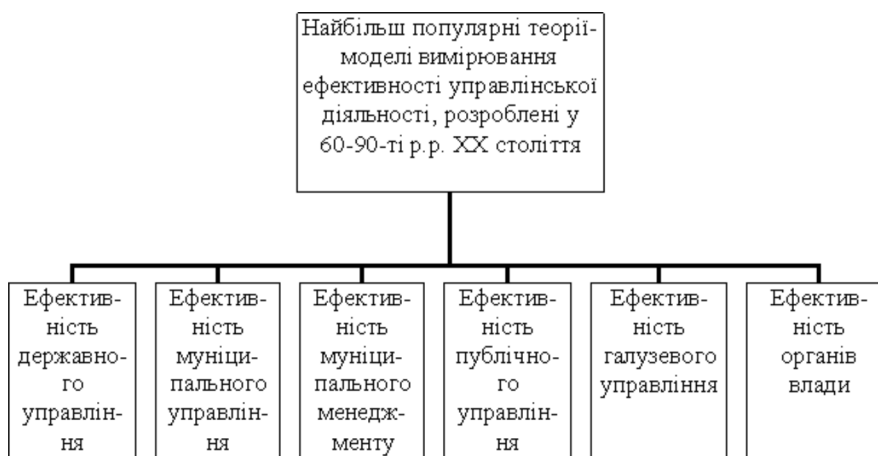 Найбільш популярні теорії-
моделі вимірювання
ефективності управлінської
діяльності, розроблені у
60-90-ті р.р. ХХ століття
Ефектив-
ність
державно-
го
управлін-
ня
Ефектив-
ність
муніци-
пального
управлін-
ня
Ефектив-
ність
муніци-
пального
менедж-
менту
Ефектив-
ність
публічно-
го
управлін-
ня
Ефектив-
ність
галузевого
управління
Ефектив-
ність
органів
влади